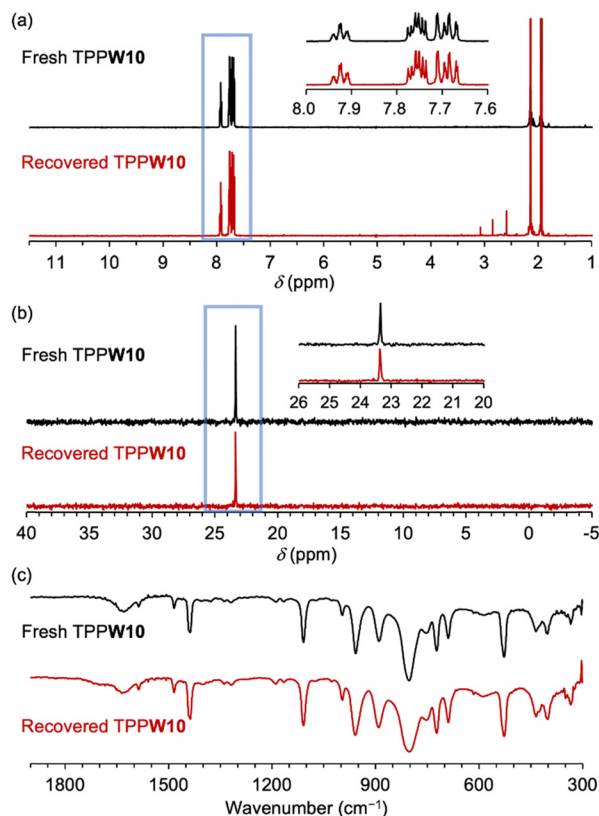 (a)
Fresh TPPW10
8.0 7.9 7.8 7.7 7.6
Recovered TPPW10
11 10 9 8 7 6 5 4 3 2 1
δ (ppm)
(b)
Fresh TPPW10
26 25 24 23 22 21 20
Recovered TPPW10
40 35 30 25 20 15 10 5 0 -5
δ (ppm)
(c)
Fresh TPPW10
Recovered TPPW10
1800 1500 1200 900 600 300
Wavenumber (cm⁻¹)